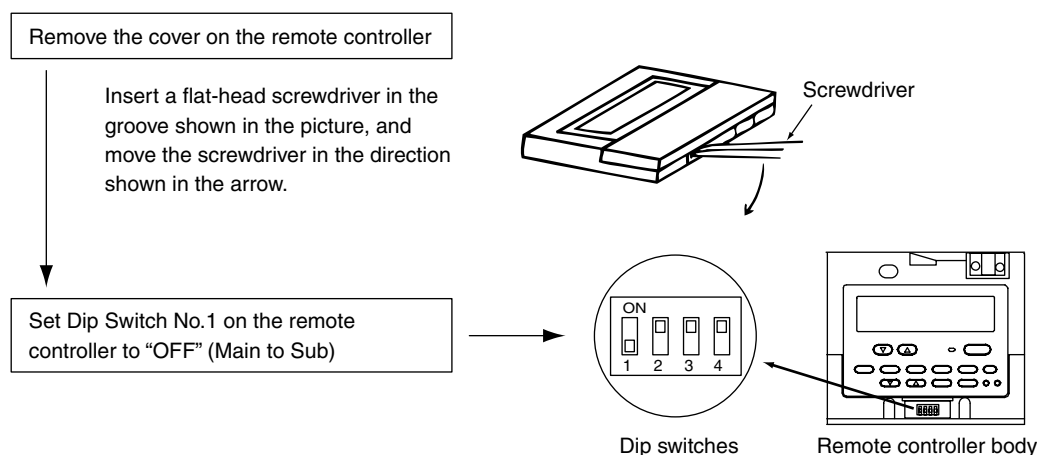 Remove the cover on the remote controller
Insert a flat-head screwdriver in the
groove shown in the picture, and
move the screwdriver in the direction
shown in the arrow.
Screwdriver
Set Dip Switch No.1 on the remote
controller to “OFF” (Main to Sub)
ON
1 2 3 4
Dip switches
Remote controller body